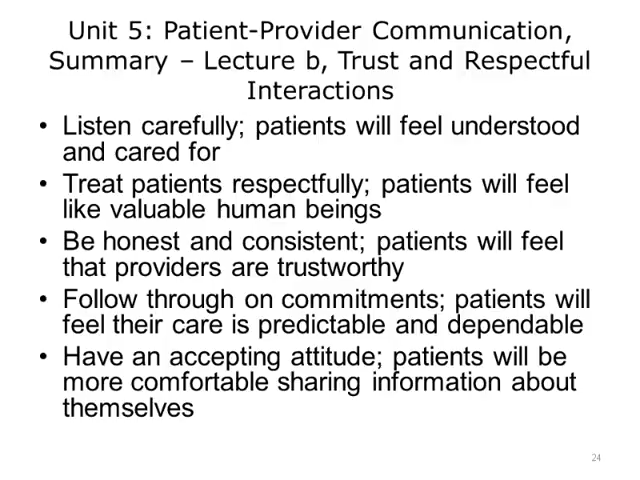 Unit 5: Patient-Provider Communication,
Summary – Lecture b, Trust and Respectful
Interactions
• Listen carefully; patients will feel understood
and cared for
• Treat patients respectfully; patients will feel
like valuable human beings
• Be honest and consistent; patients will feel
that providers are trustworthy
• Follow through on commitments; patients will
feel their care is predictable and dependable
• Have an accepting attitude; patients will be
more comfortable sharing information about
themselves
24